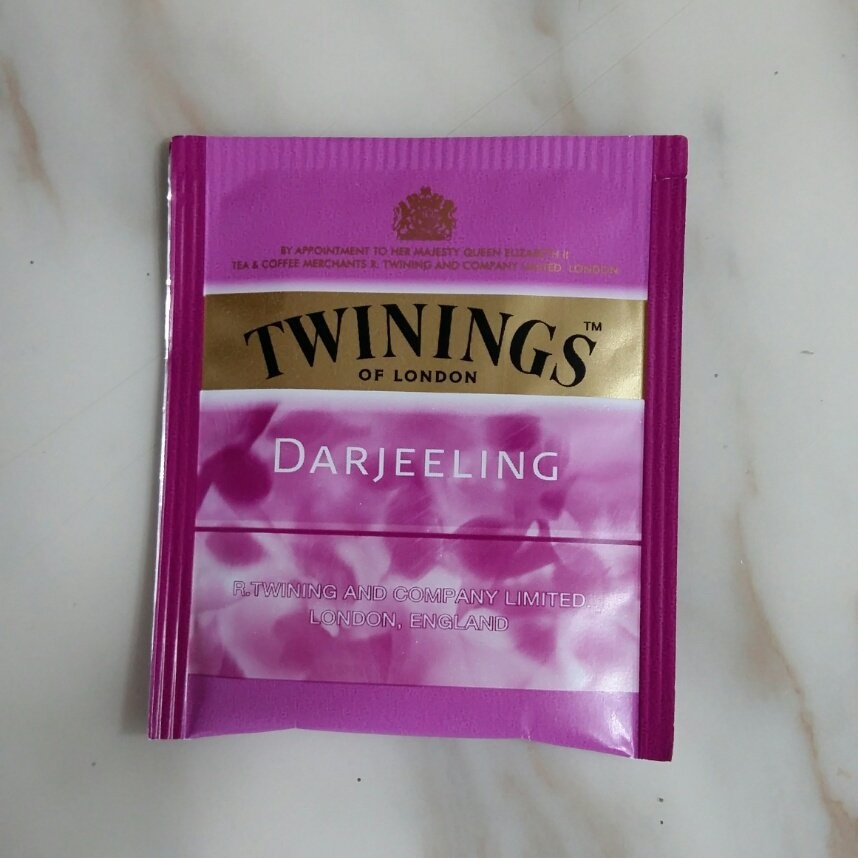 BY APPOINTMENT TO HER MAJESTY QUEEN ELIZABETH II
TEA & COFFEE MERCHANTS R. TWINING AND COMPANY LIMITED LONDON
TWININGS™
OF LONDON
DARJEELING
R.TWINING AND COMPANY LIMITED
LONDON, ENGLAND